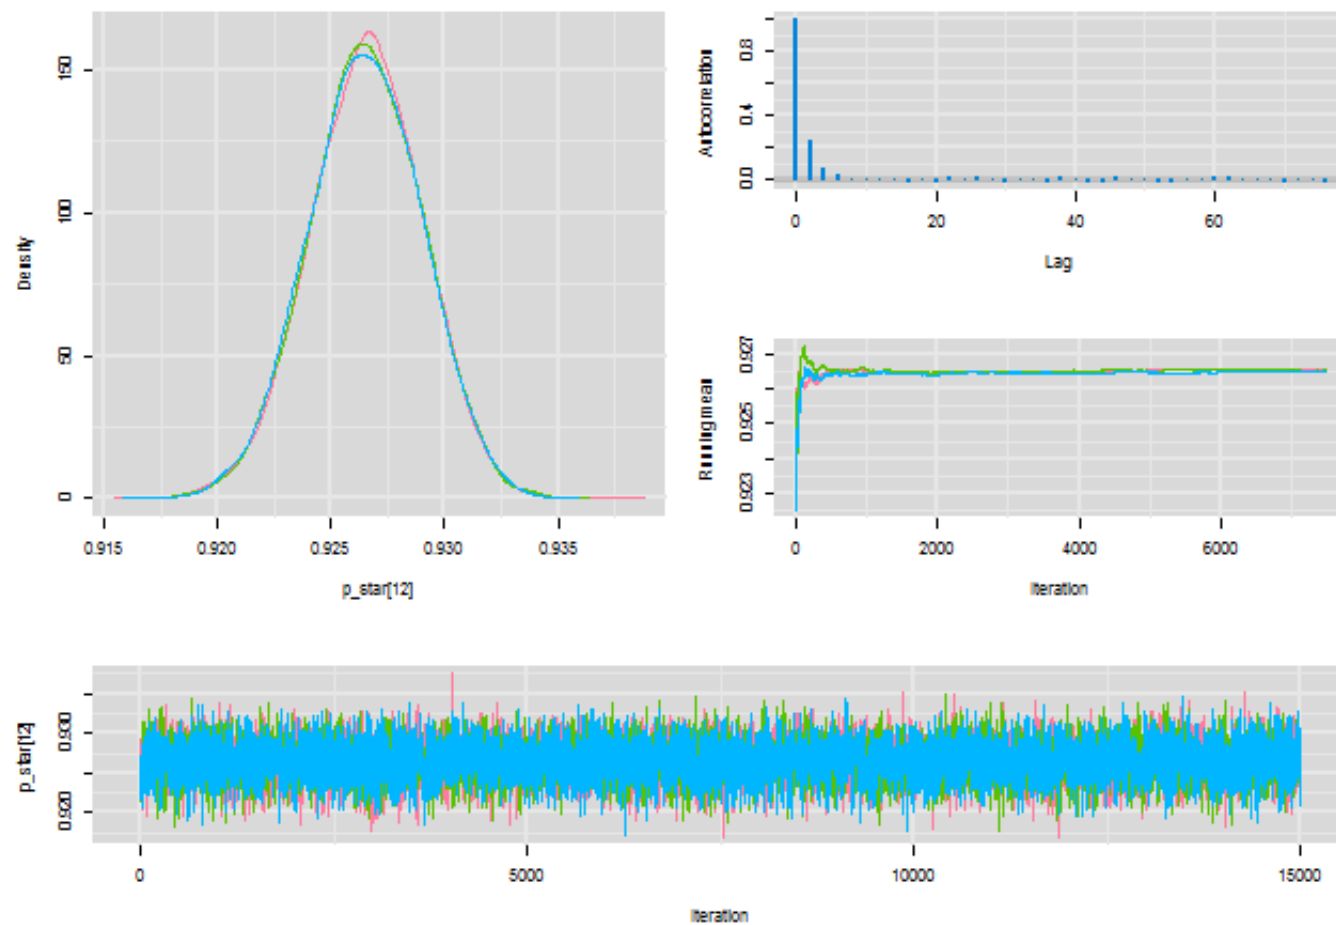 Density
150
100
50
0
0.915 0.920 0.925 0.930 0.935
p_star[12]
Autocorrelation
0.8
0.4
0.0
0 20 40 60
Lag
Running mean
0.927
0.925
0.923
0 2000 4000 6000
Iteration
p_star[12]
0.930
0.920
0 5000 10000 15000
Iteration